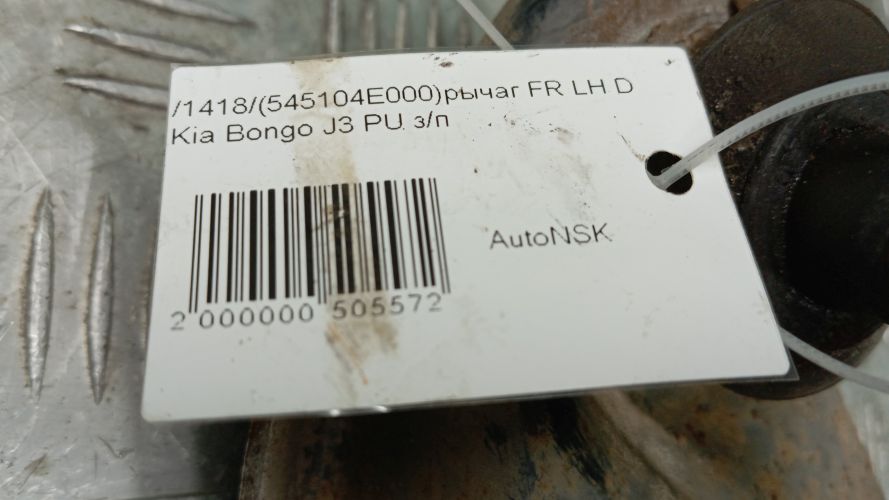 /1418/(545104E000)рычаг FR LH D
Kia Bongo J3 PU з/п
AutoNSK
2 000000 505572